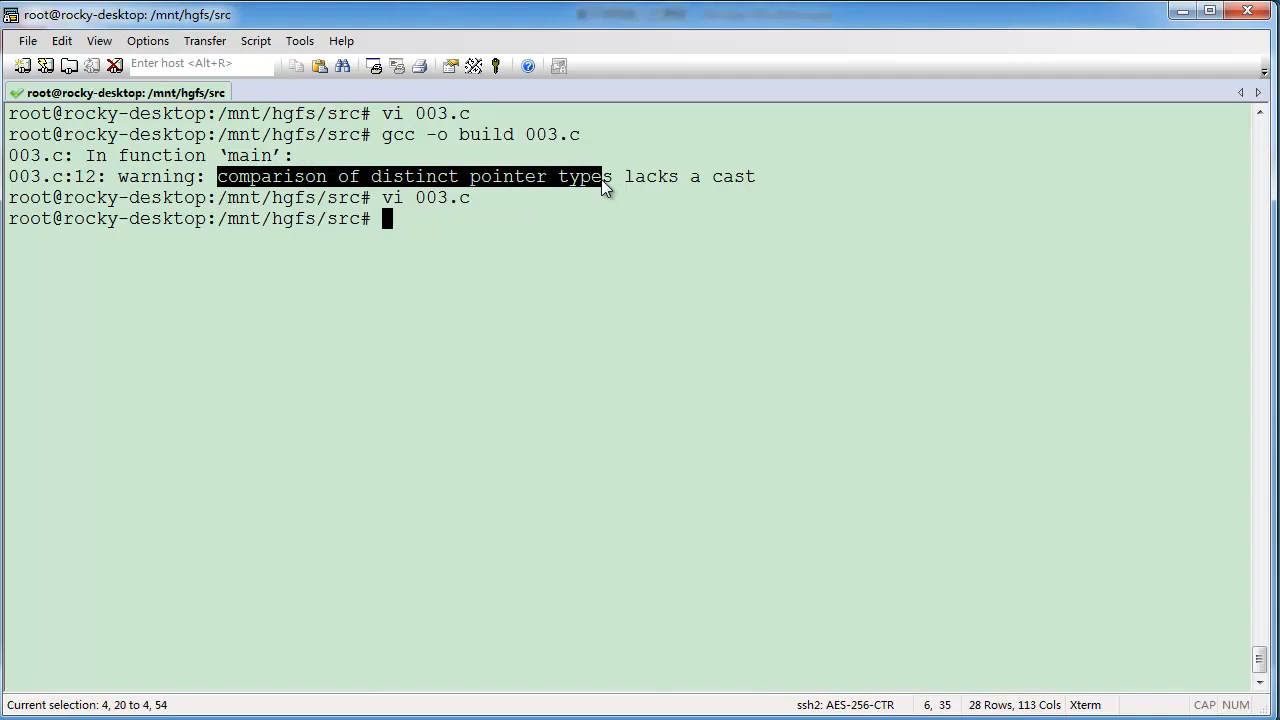 root@rocky-desktop: /mnt/hgfs/src
File Edit View Options Transfer Script Tools Help
Enter host <Alt+R>
root@rocky-desktop: /mnt/hgfs/src
root@rocky-desktop:/mnt/hgfs/src# vi 003.c
root@rocky-desktop:/mnt/hgfs/src# gcc -o build 003.c
003.c: In function ‘main’:
003.c:12: warning: comparison of distinct pointer types lacks a cast
root@rocky-desktop:/mnt/hgfs/src# vi 003.c
root@rocky-desktop:/mnt/hgfs/src#
Current selection: 4, 20 to 4, 54 ssh2: AES-256-CTR 6, 35 28 Rows, 113 Cols Xterm CAP NUM